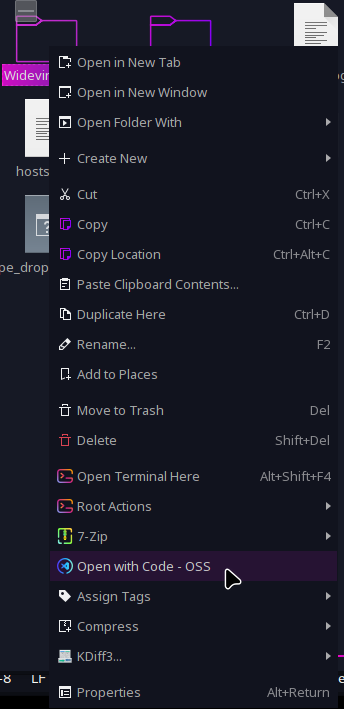 Open in New Tab
Widevin
Open in New Window
Open Folder With
Create New
hosts
Cut Ctrl+X
Copy Ctrl+C
Copy Location Ctrl+Alt+C
pe_drop
Paste Clipboard Contents...
Duplicate Here Ctrl+D
Rename... F2
Add to Places
Move to Trash Del
Delete Shift+Del
Open Terminal Here Alt+Shift+F4
Root Actions
7-Zip
Open with Code - OSS
Assign Tags
Compress
KDiff3...
-8 LF
Properties Alt+Return